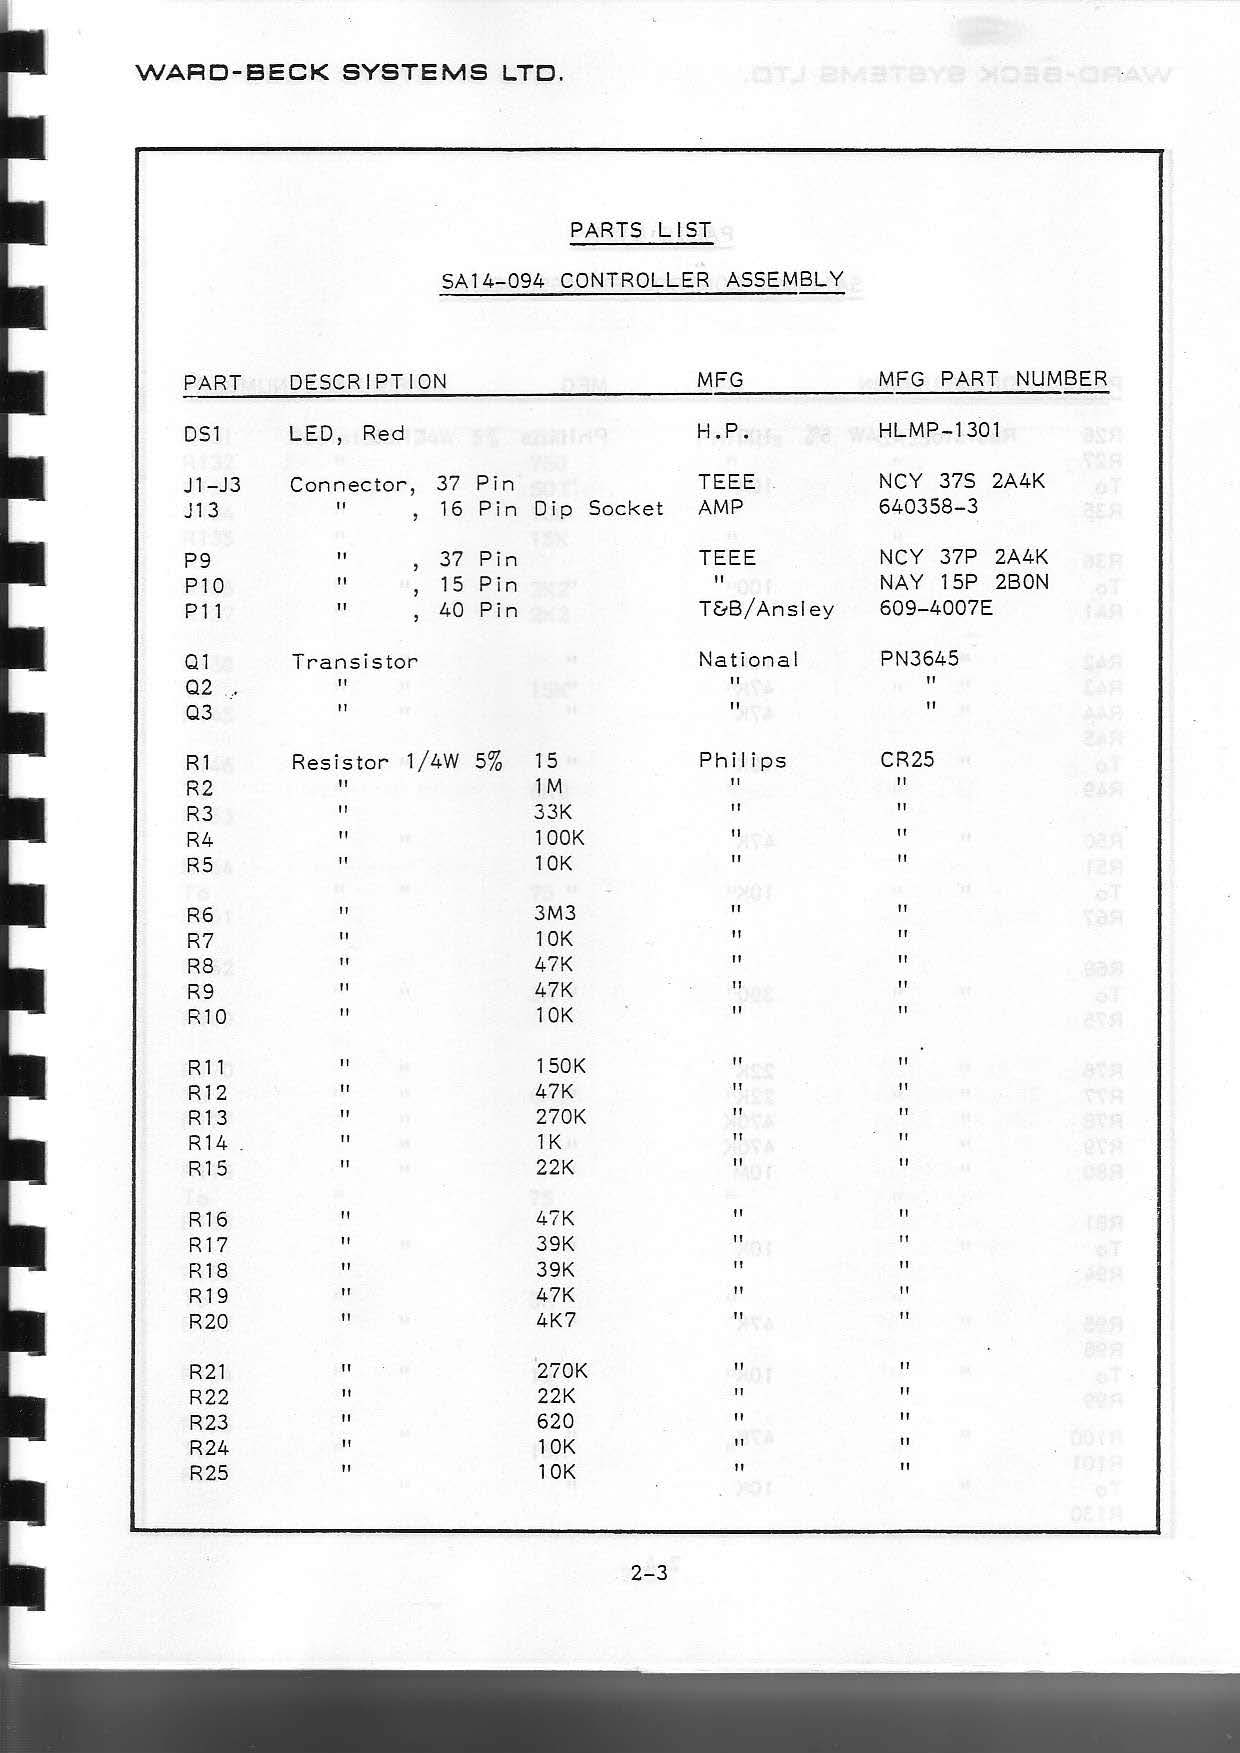 WARD-BECK SYSTEMS LTD.
PARTS LIST
SA14-094 CONTROLLER ASSEMBLY
PART DESCRIPTION MFG MFG PART NUMBER
DS1 LED, Red H.P. HLMP-1301
J1-J3 Connector, 37 Pin TEEE NCY 37S 2A4K
J13 " , 16 Pin Dip Socket AMP 640358-3
P9 " , 37 Pin TEEE NCY 37P 2A4K
P10 " , 15 Pin " NAY 15P 2BON
P11 " , 40 Pin T&B/Ansley 609-4007E
Q1 Transistor National PN3645
Q2 " " "
Q3 " " "
R1 Resistor 1/4W 5% 15 Philips CR25
R2 " 1M " "
R3 " 33K " "
R4 " 100K " "
R5 " 10K " "
R6 " 3M3 " "
R7 " 10K " "
R8 " 47K " "
R9 " 47K " "
R10 " 10K " "
R11 " 150K " "
R12 " 47K " "
R13 " 270K " "
R14 " 1K " "
R15 " 22K " "
R16 " 47K " "
R17 " 39K " "
R18 " 39K " "
R19 " 47K " "
R20 " 4K7 " "
R21 " 270K " "
R22 " 22K " "
R23 " 620 " "
R24 " 10K " "
R25 " 10K " "
2-3